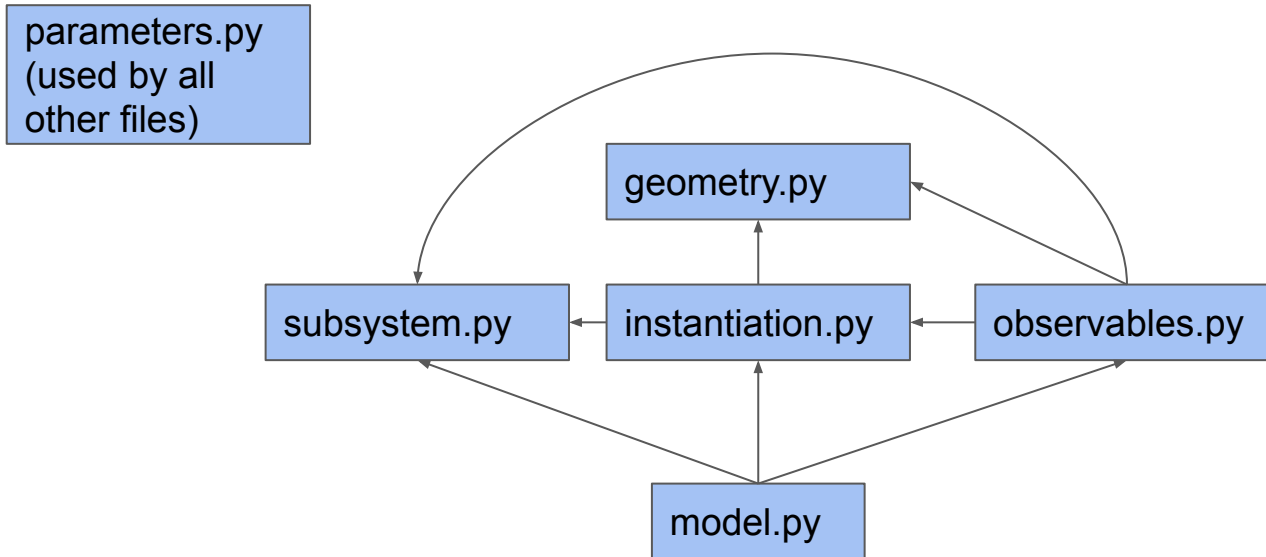 parameters.py
(used by all
other files)
geometry.py
subsystem.py
instantiation.py
observables.py
model.py